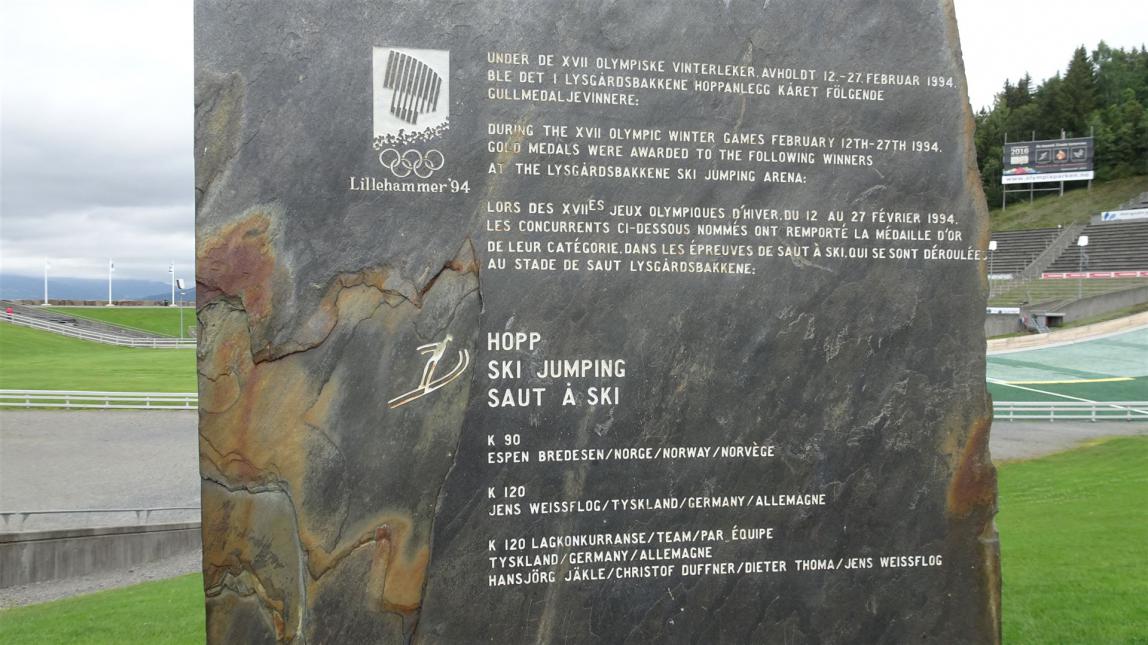 Lillehammer '94
UNDER DE XVII OLYMPISKE VINTERLEKER, AVHOLDT 12.-27. FEBRUAR 1994,
BLE DET I LYSGÅRDSBAKKENE HOPPANLEGG KÅRET FÖLGENDE
GULLMEDALJEVINNERE:
DURING THE XVII OLYMPIC WINTER GAMES FEBRUARY 12TH-27TH 1994,
GOLD MEDALS WERE AWARDED TO THE FOLLOWING WINNERS
AT THE LYSGÅRDSBAKKENE SKI JUMPING ARENA:
LORS DES XVIIES JEUX OLYMPIQUES D'HIVER, DU 12 AU 27 FÉVRIER 1994,
LES CONCURRENTS CI-DESSOUS NOMMÉS ONT REMPORTÉ LA MÉDAILLE D'OR
DE LEUR CATÉGORIE, DANS LES ÉPREUVES DE SAUT À SKI, QUI SE SONT DÉROULÉES
AU STADE DE SAUT LYSGÅRDSBAKKENE:
HOPP
SKI JUMPING
SAUT À SKI
K 90
ESPEN BREDESEN/NORGE/NORWAY/NORVÈGE
K 120
JENS WEISSFLOG/TYSKLAND/GERMANY/ALLEMAGNE
K 120 LAGKONKURRANSE/TEAM/PAR ÉQUIPE
TYSKLAND/GERMANY/ALLEMAGNE
HANSJÖRG JÄKLE/CHRISTOF DUFFNER/DIETER THOMA/JENS WEISSFLOG
2016
www.olympiaparken.no